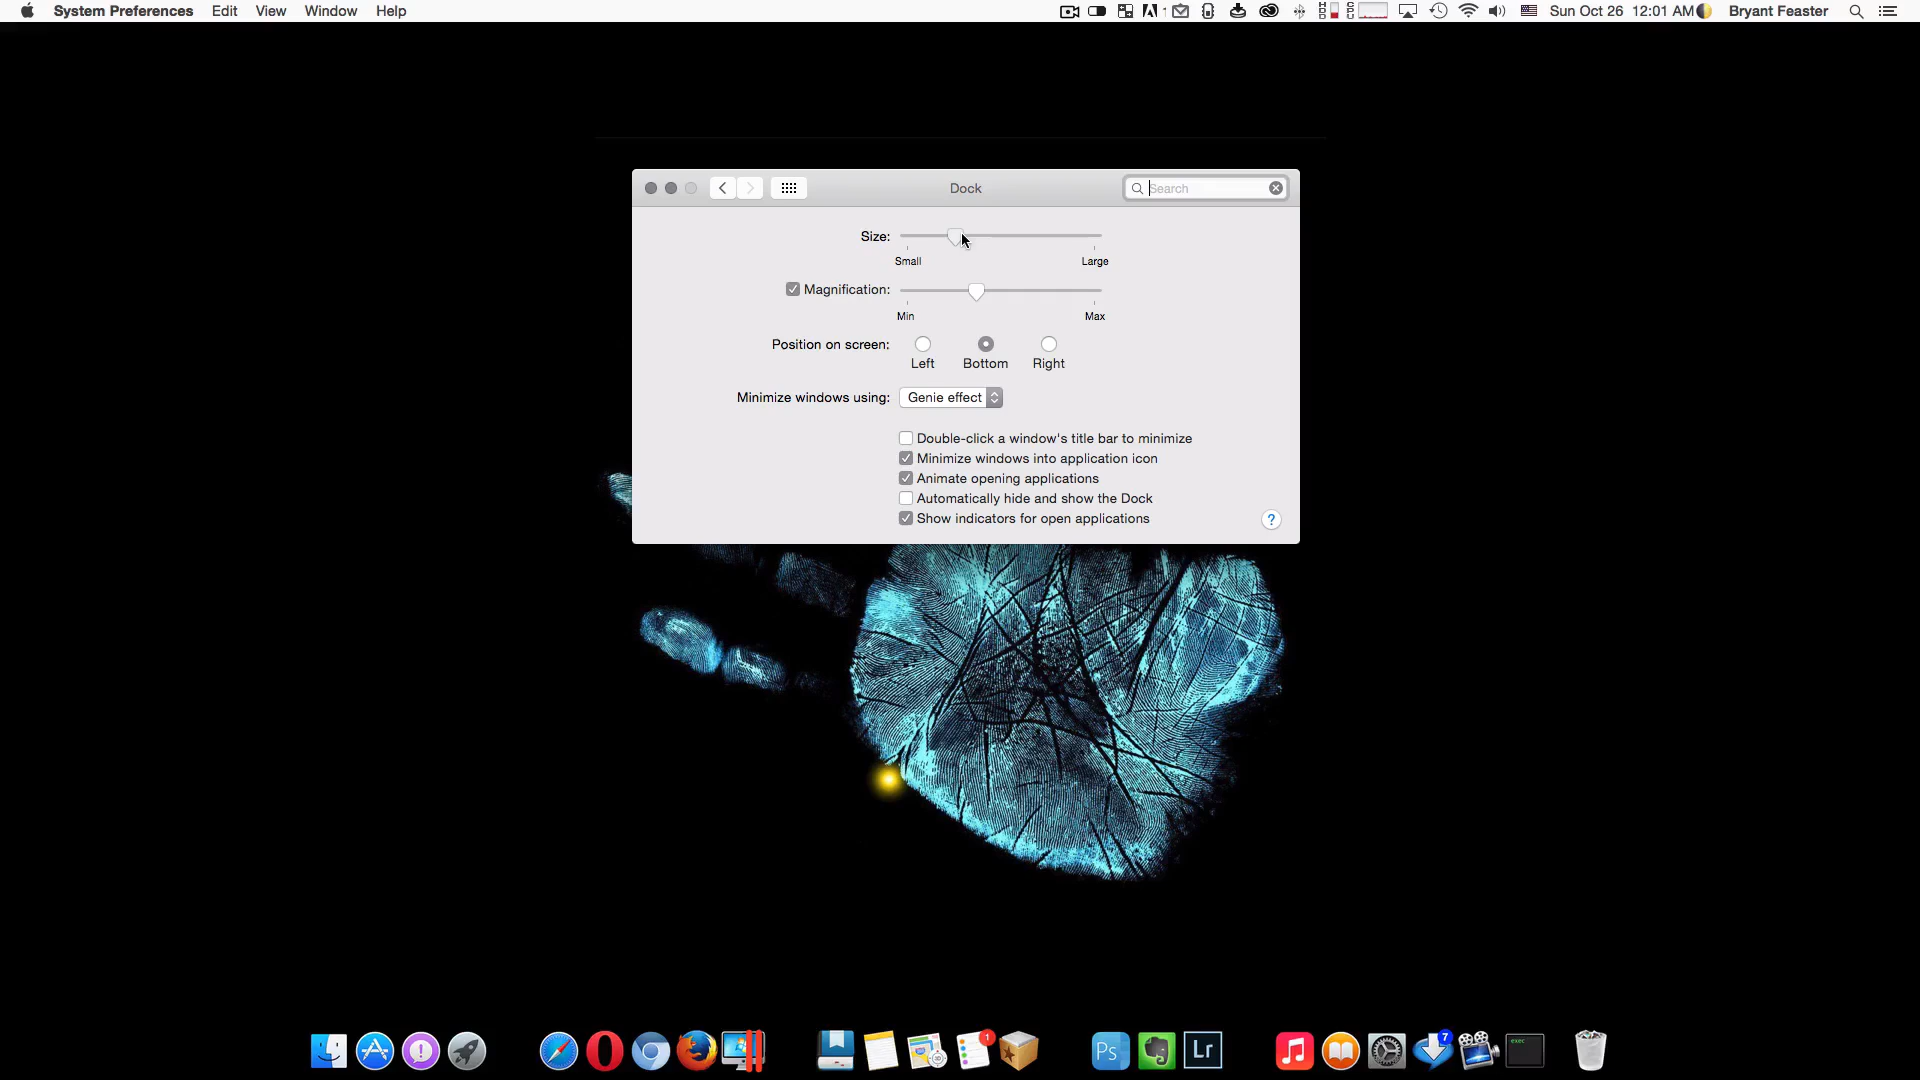 System Preferences Edit View Window Help
Sun Oct 26 12:01 AM Bryant Feaster
Dock
Search
Size:
Small Large
Magnification:
Min Max
Position on screen:
Left Bottom Right
Minimize windows using: Genie effect
Double-click a window's title bar to minimize
Minimize windows into application icon
Animate opening applications
Automatically hide and show the Dock
Show indicators for open applications
?
1
7
Ps
Lr
exec